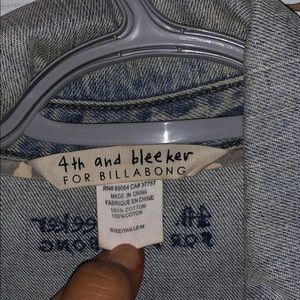 4th and bleeker
FOR BILLABONG
RN# 99064 CA# 37757
MADE IN CHINA
FABRIQUÉ EN CHINE
100% COTTON
100% COTON
SIZE/TAILLE: M